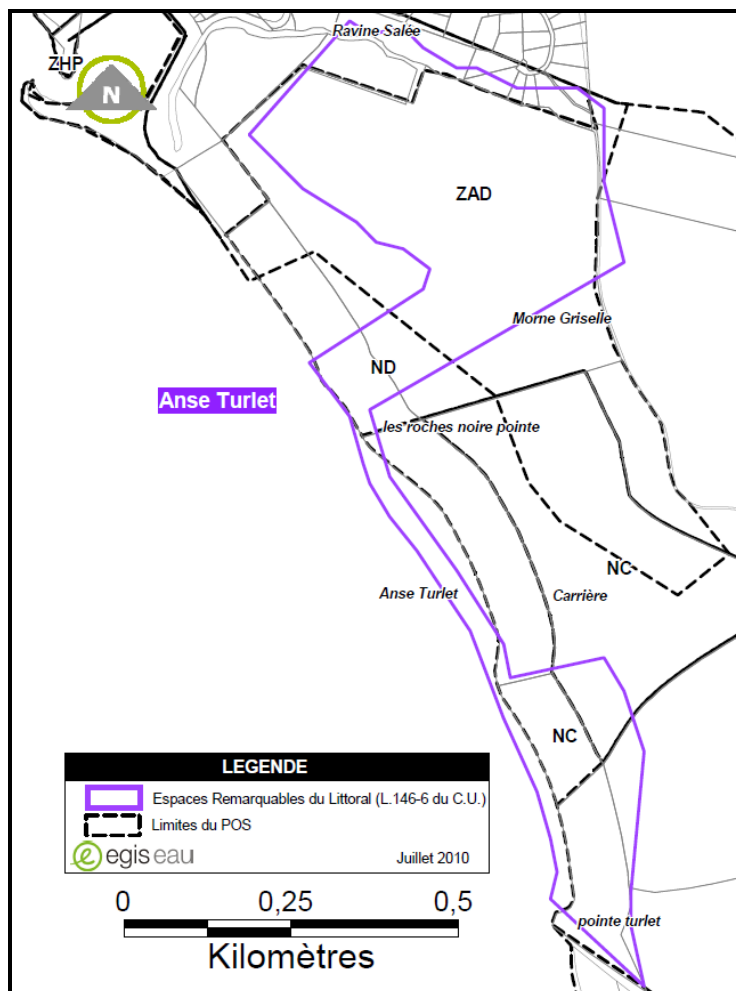 Ravine Salée
ZHP
N
ZAD
Morne Griselle
ND
Anse Turlet
les roches noire pointe
NC
Anse Turlet
Carrière
NC
LEGENDE
Espaces Remarquables du Littoral (L.146-6 du C.U.)
Limites du POS
egis eau
Juillet 2010
0 0,25 0,5
Kilomètres
pointe turlet